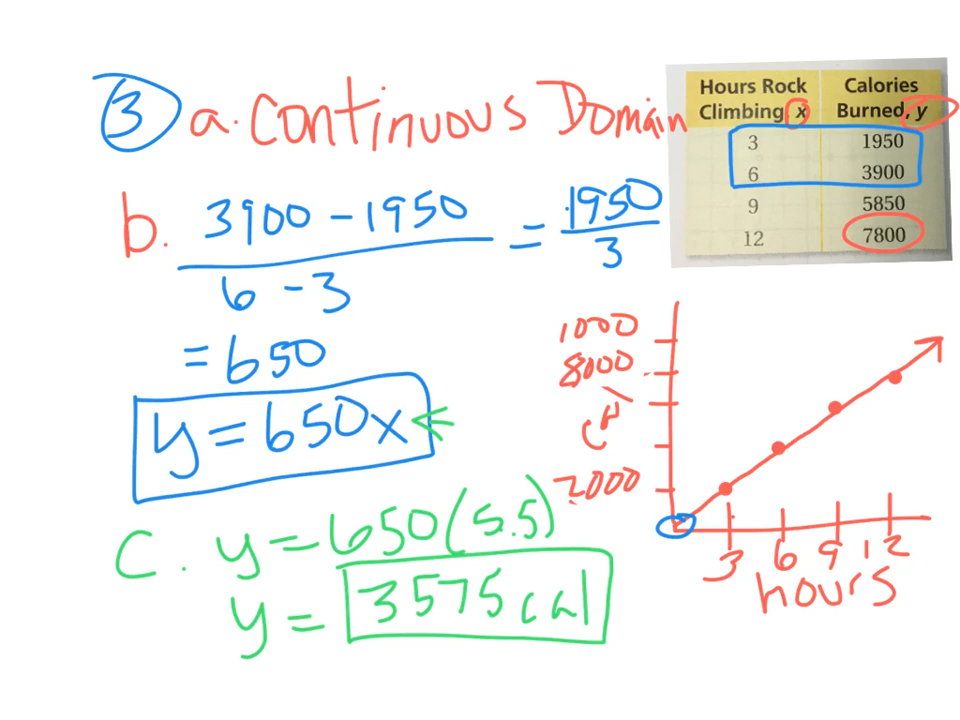 3 a. Continuous Domain
Hours Rock Climbing, x
Calories Burned, y
3 1950
6 3900
9 5850
12 7800
b. 3900 - 1950 / 6 - 3 = 1950 / 3
= 650
y = 650x
C. y = 650(5.5)
y = 3575 cal
1000
8000
2000
3 6 9 12
hours